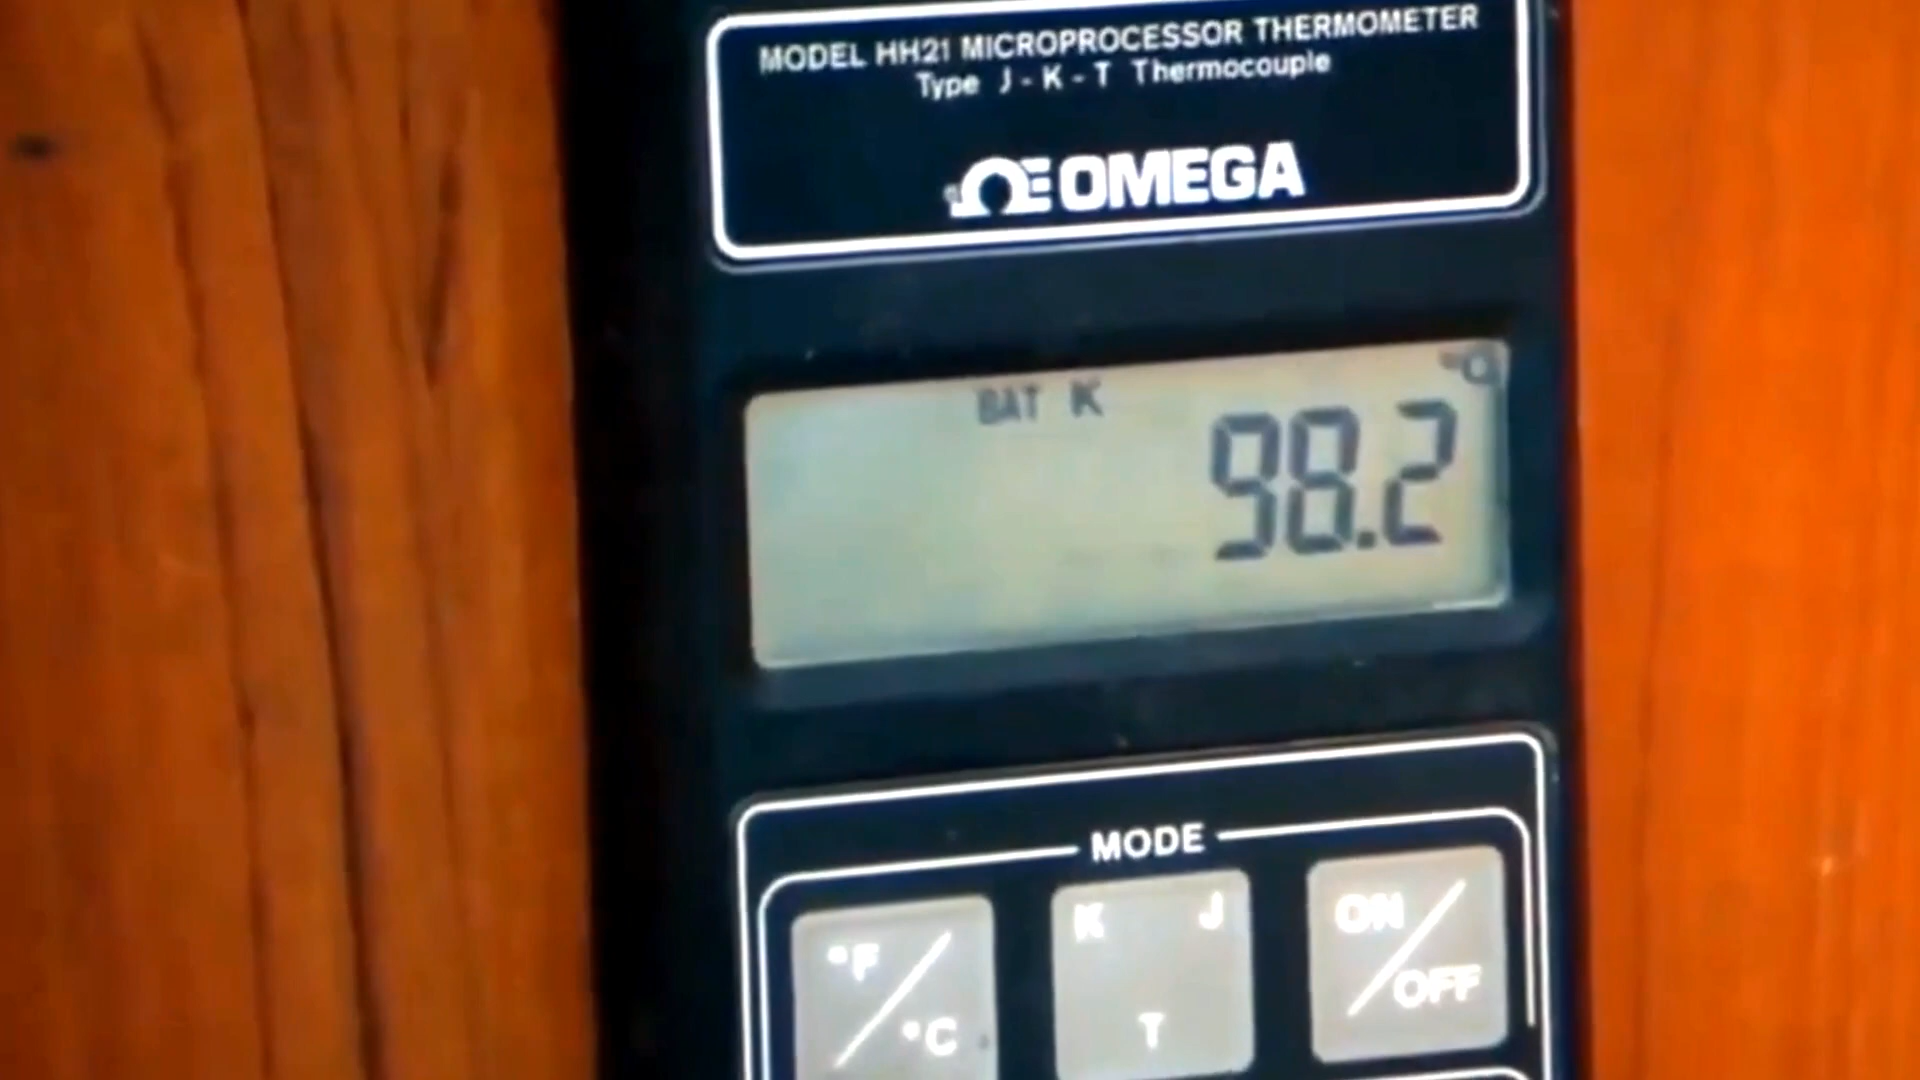 MODEL HH21 MICROPROCESSOR THERMOMETER
Type J - K - T Thermocouple
OMEGA
BAT K
98.2
MODE
°F/°C
K J
T
ON/OFF